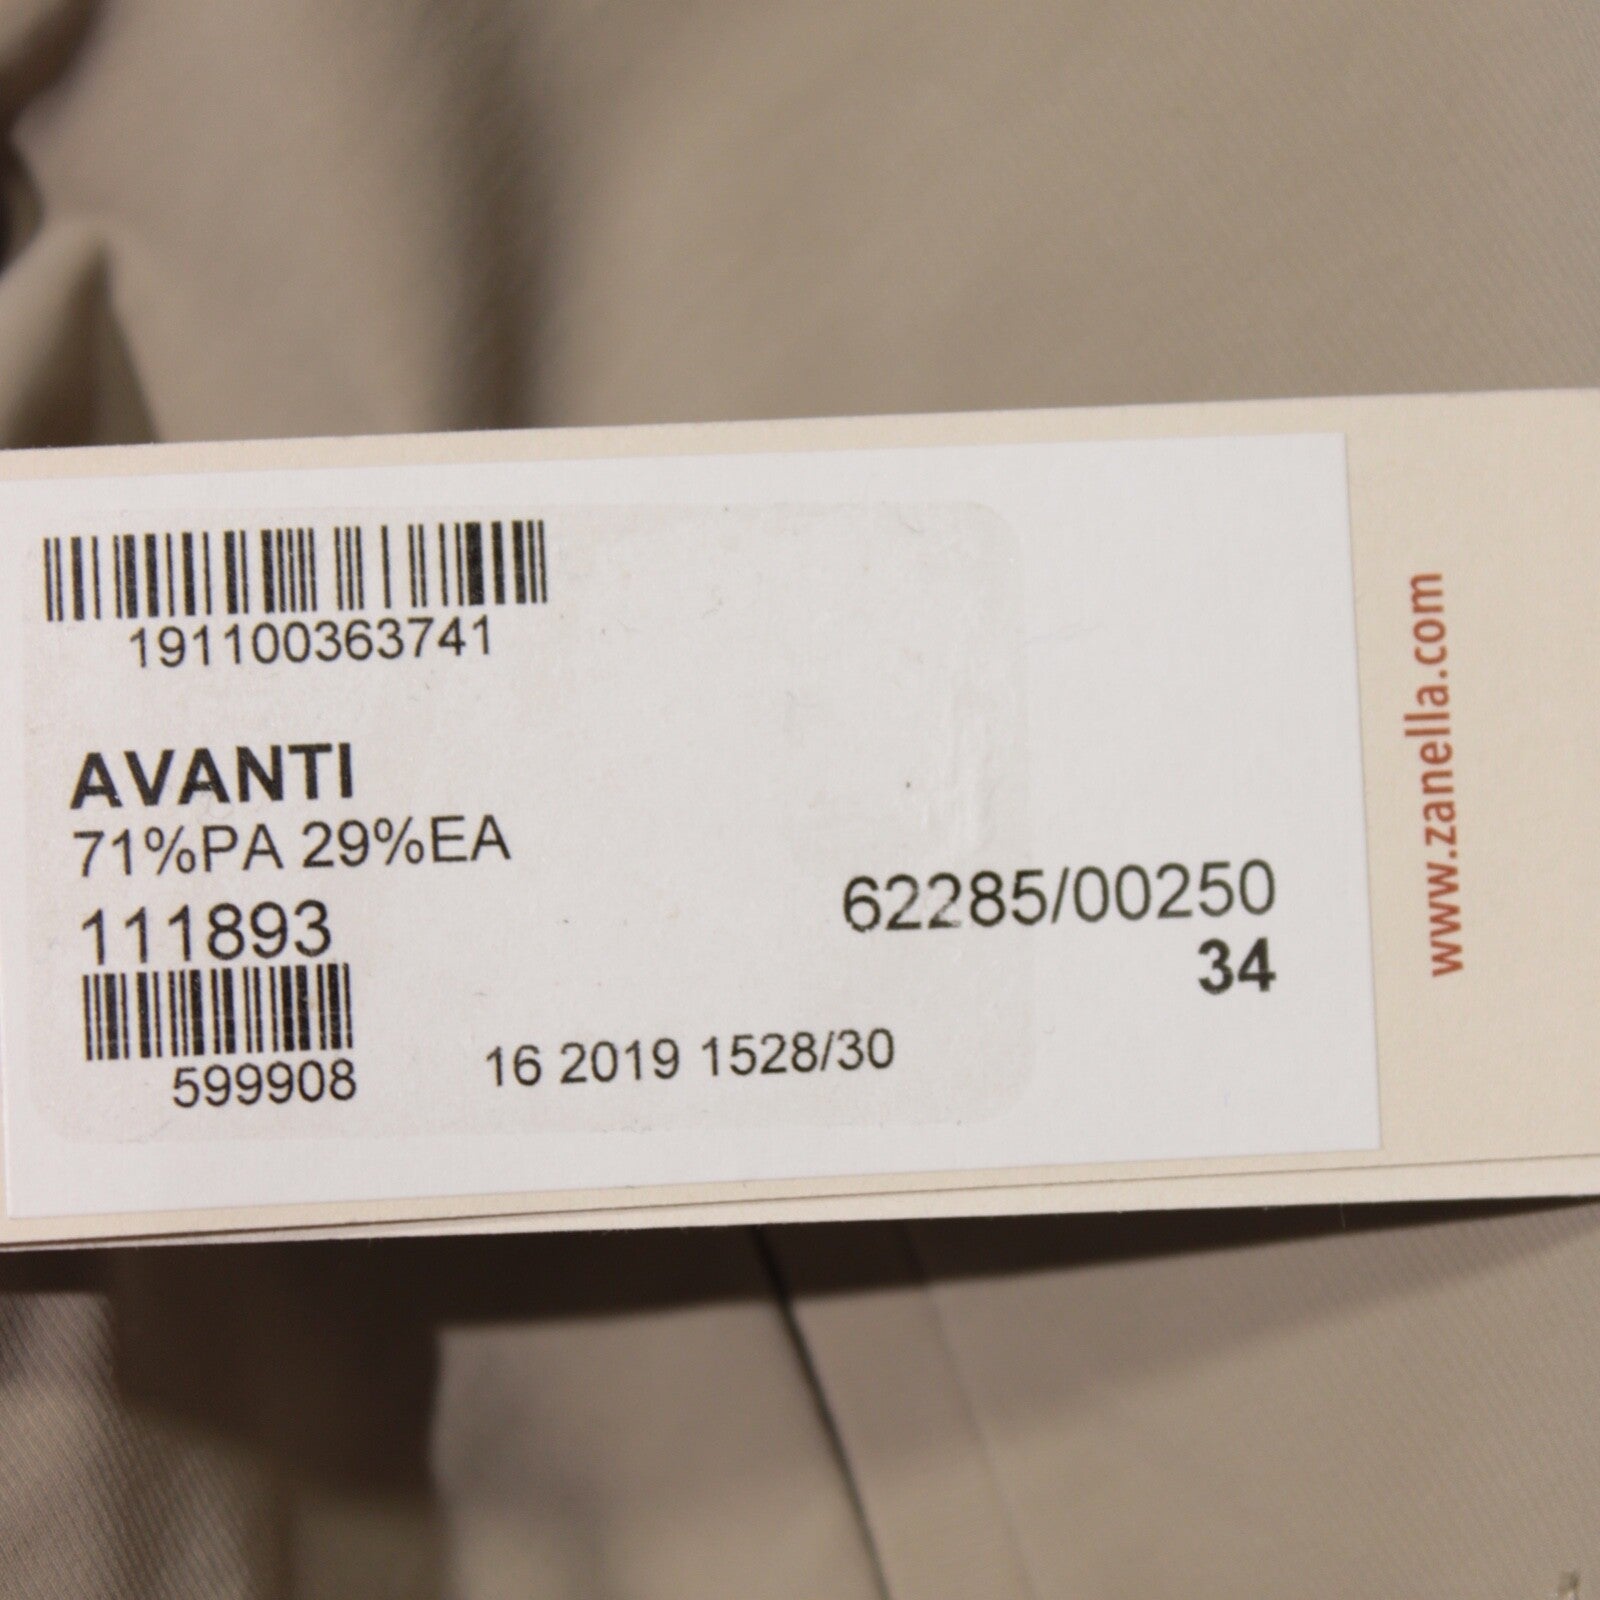 191100363741
AVANTI
71%PA 29%EA
111893
62285/00250
34
599908
16 2019 1528/30
www.zanella.com